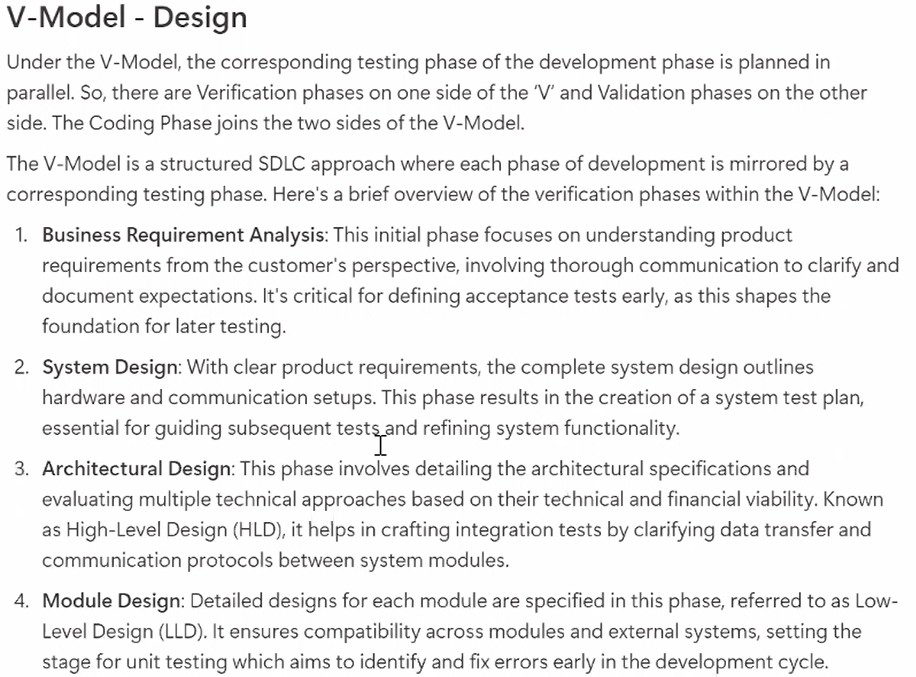 V-Model - Design
Under the V-Model, the corresponding testing phase of the development phase is planned in
parallel. So, there are Verification phases on one side of the ‘V’ and Validation phases on the other
side. The Coding Phase joins the two sides of the V-Model.
The V-Model is a structured SDLC approach where each phase of development is mirrored by a
corresponding testing phase. Here's a brief overview of the verification phases within the V-Model:
1. Business Requirement Analysis: This initial phase focuses on understanding product
requirements from the customer's perspective, involving thorough communication to clarify and
document expectations. It's critical for defining acceptance tests early, as this shapes the
foundation for later testing.
2. System Design: With clear product requirements, the complete system design outlines
hardware and communication setups. This phase results in the creation of a system test plan,
essential for guiding subsequent tests and refining system functionality.
3. Architectural Design: This phase involves detailing the architectural specifications and
evaluating multiple technical approaches based on their technical and financial viability. Known
as High-Level Design (HLD), it helps in crafting integration tests by clarifying data transfer and
communication protocols between system modules.
4. Module Design: Detailed designs for each module are specified in this phase, referred to as Low-
Level Design (LLD). It ensures compatibility across modules and external systems, setting the
stage for unit testing which aims to identify and fix errors early in the development cycle.